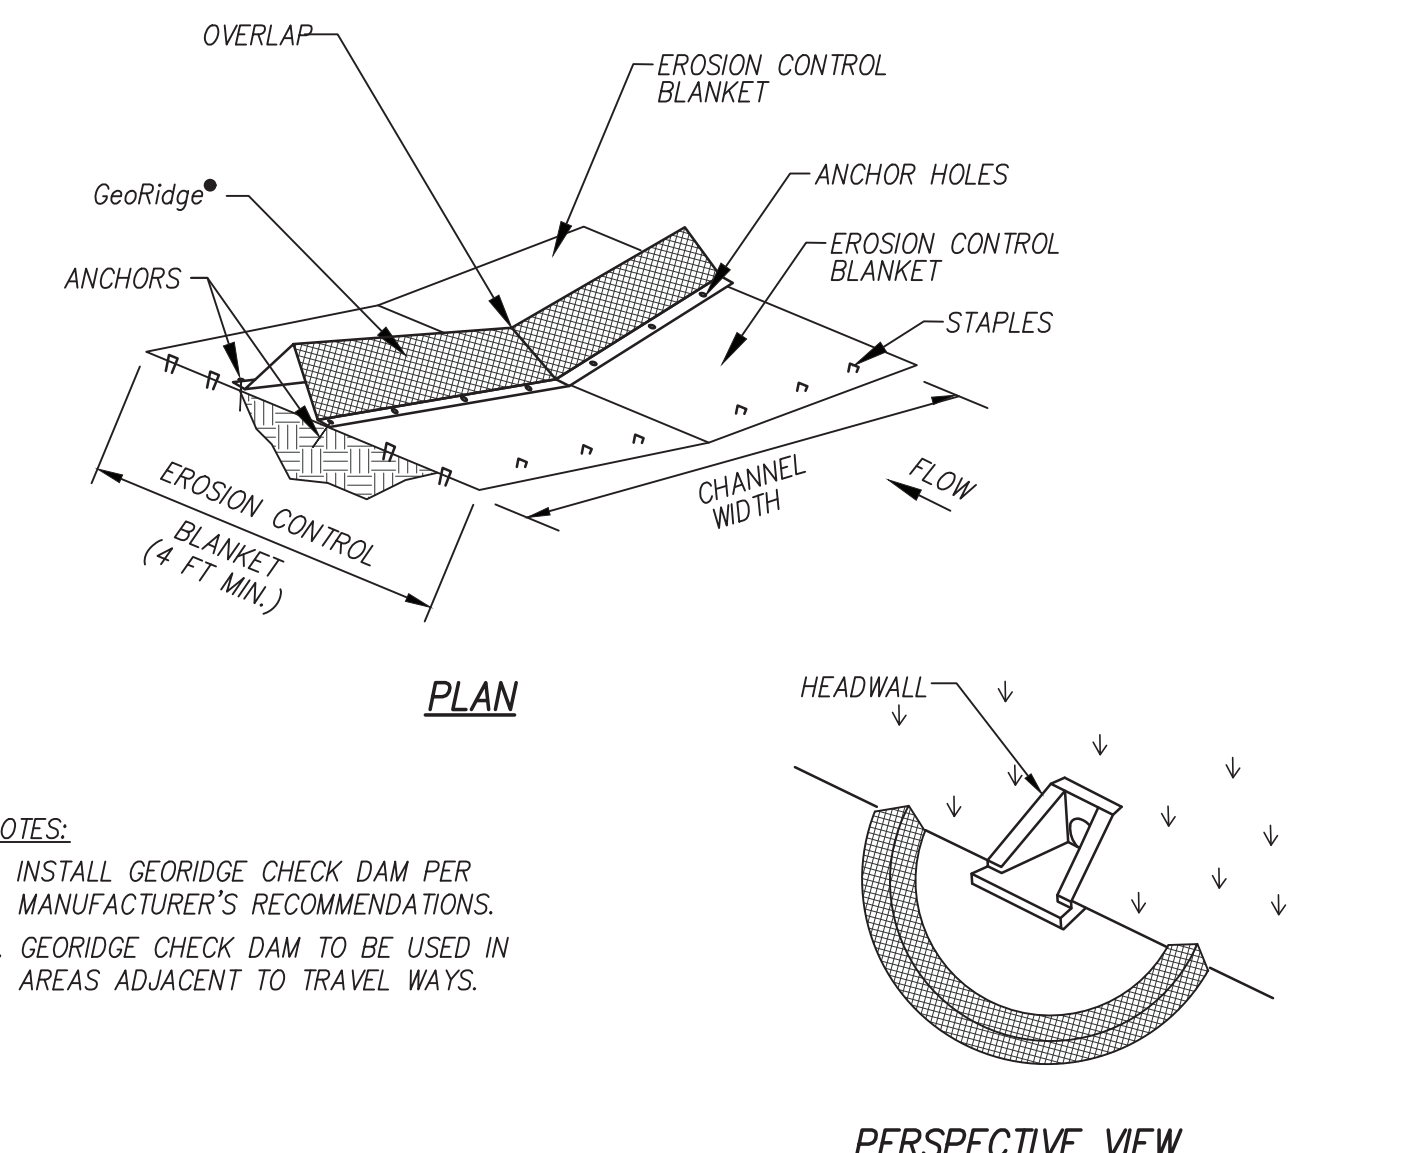 OVERLAP
EROSION CONTROL
BLANKET
ANCHOR HOLES
GeoRidge
EROSION CONTROL
BLANKET
ANCHORS
STAPLES
CHANNEL
WIDTH
FLOW
EROSION CONTROL
BLANKET
(4 FT MIN.)
PLAN
HEADWALL
OTES:
INSTALL GEORIDGE CHECK DAM PER
MANUFACTURER'S RECOMMENDATIONS.
. GEORIDGE CHECK DAM TO BE USED IN
AREAS ADJACENT TO TRAVEL WAYS.
PERSPECTIVE VIEW